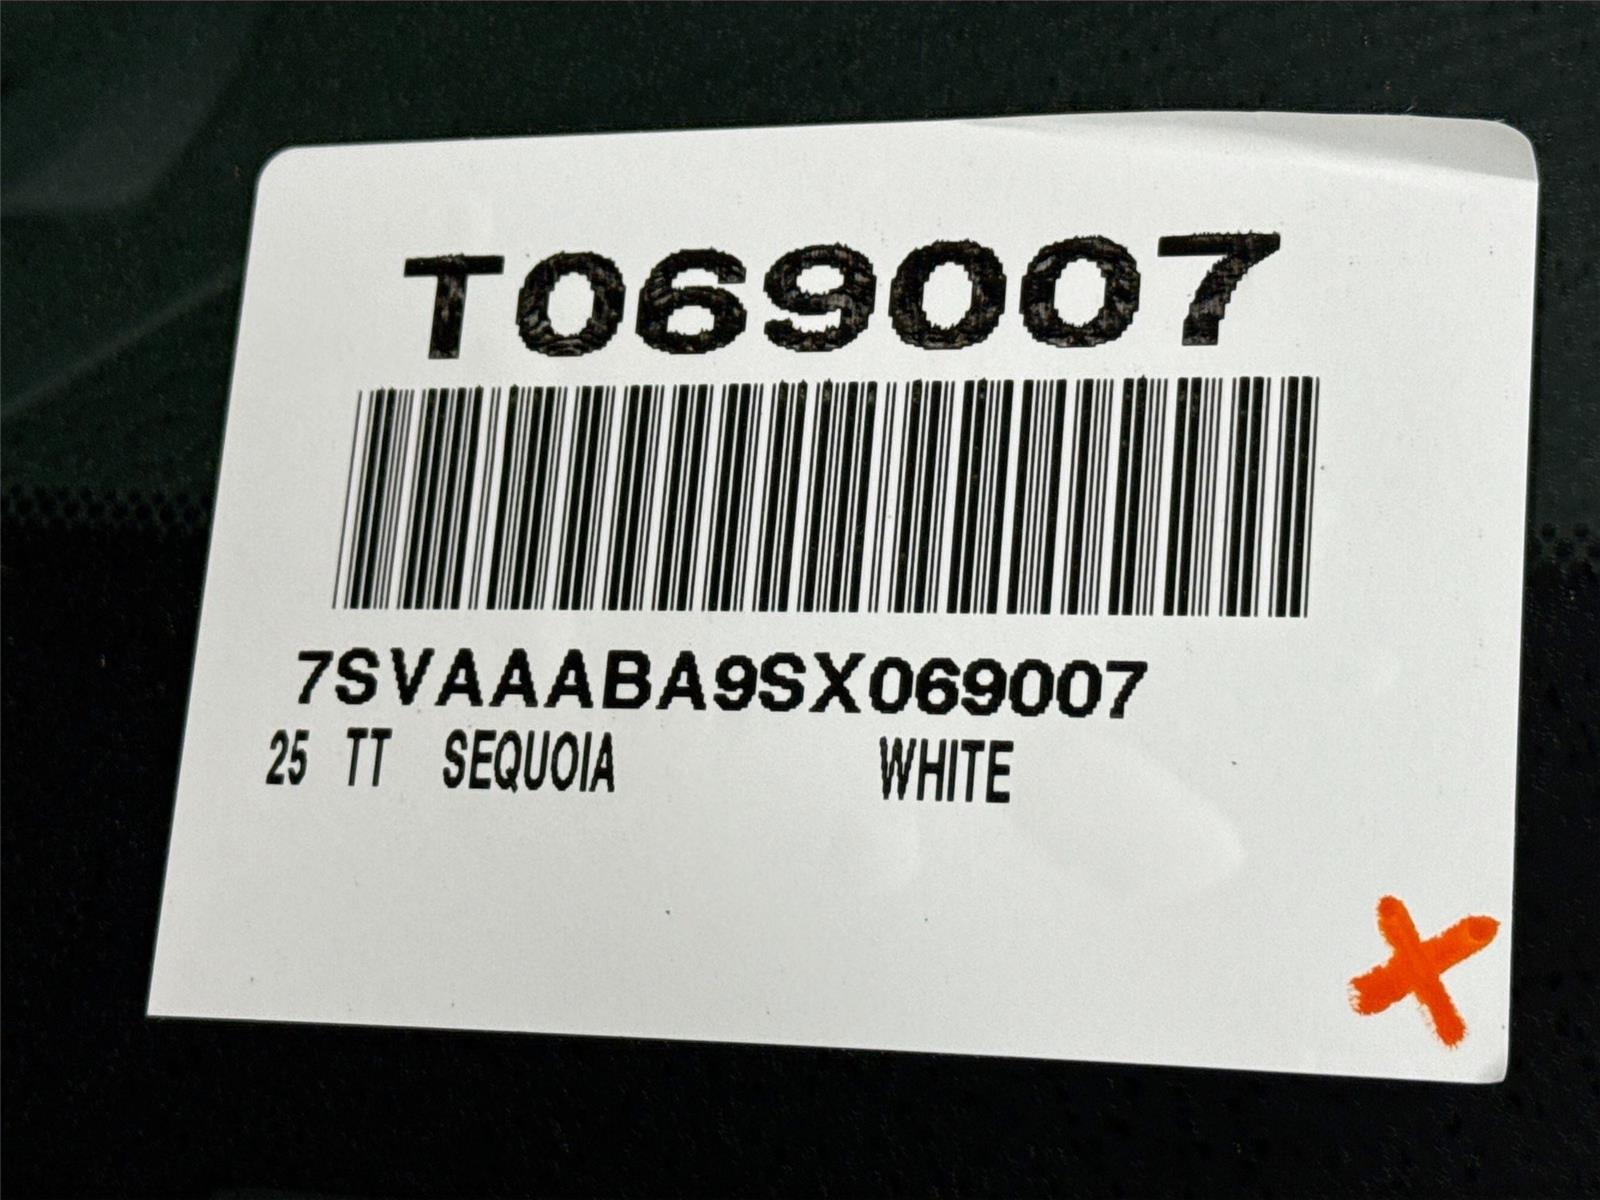 T069007
7SVAAABA9SX069007
25 TT SEQUOIA WHITE